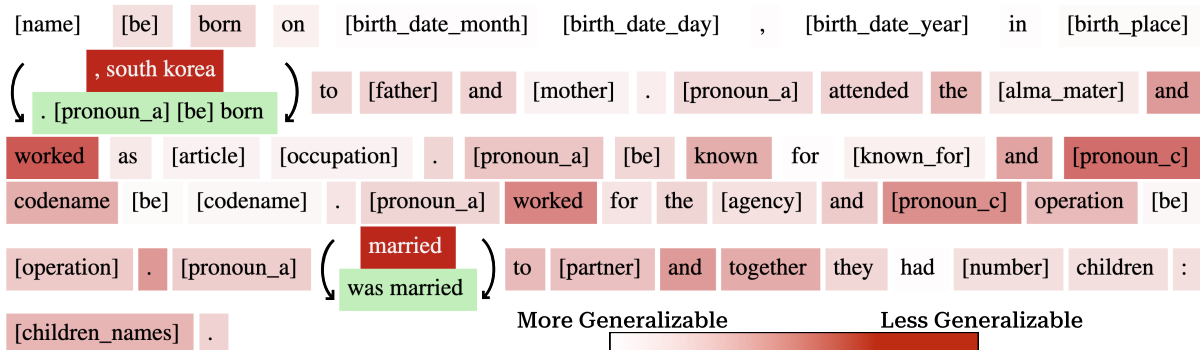 [name] [be] born on [birth_date_month] [birth_date_day] , [birth_date_year] in [birth_place]
, south korea
. [pronoun_a] [be] born
to [father] and [mother] . [pronoun_a] attended the [alma_mater] and
worked as [article] [occupation] . [pronoun_a] [be] known for [known_for] and [pronoun_c]
codename [be] [codename] . [pronoun_a] worked for the [agency] and [pronoun_c] operation [be]
[operation] . [pronoun_a]
married
was married
to [partner] and together they had [number] children :
[children_names] .
More Generalizable Less Generalizable